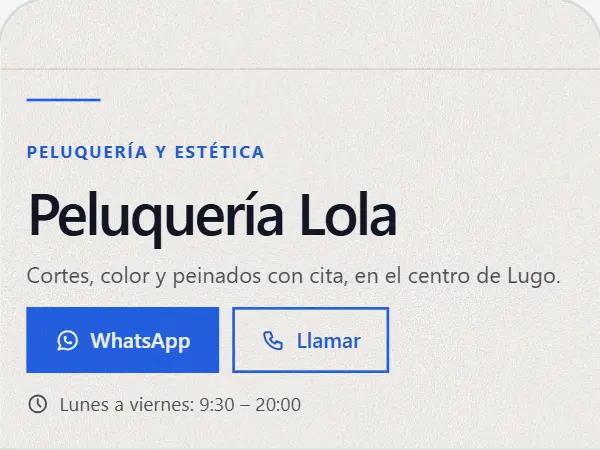 PELUQUERÍA Y ESTÉTICA
Peluquería Lola
Cortes, color y peinados con cita, en el centro de Lugo.
WhatsApp
Llamar
Lunes a viernes: 9:30 – 20:00